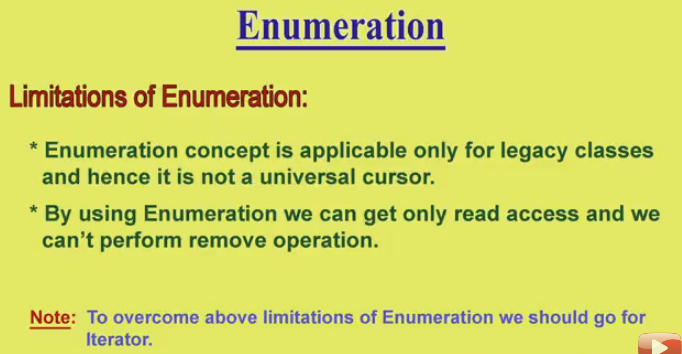 Enumeration
Limitations of Enumeration:
* Enumeration concept is applicable only for legacy classes
and hence it is not a universal cursor.
* By using Enumeration we can get only read access and we
can't perform remove operation.
Note: To overcome above limitations of Enumeration we should go for
Iterator.